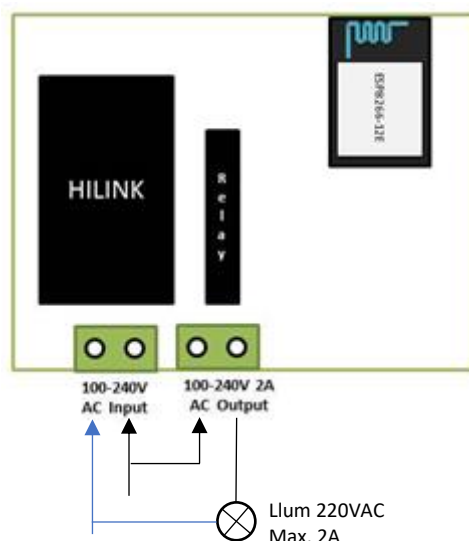 ESP8266-12E
HILINK
Relay
100-240V
AC Input
100-240V 2A
AC Output
Llum 220VAC
Max. 2A